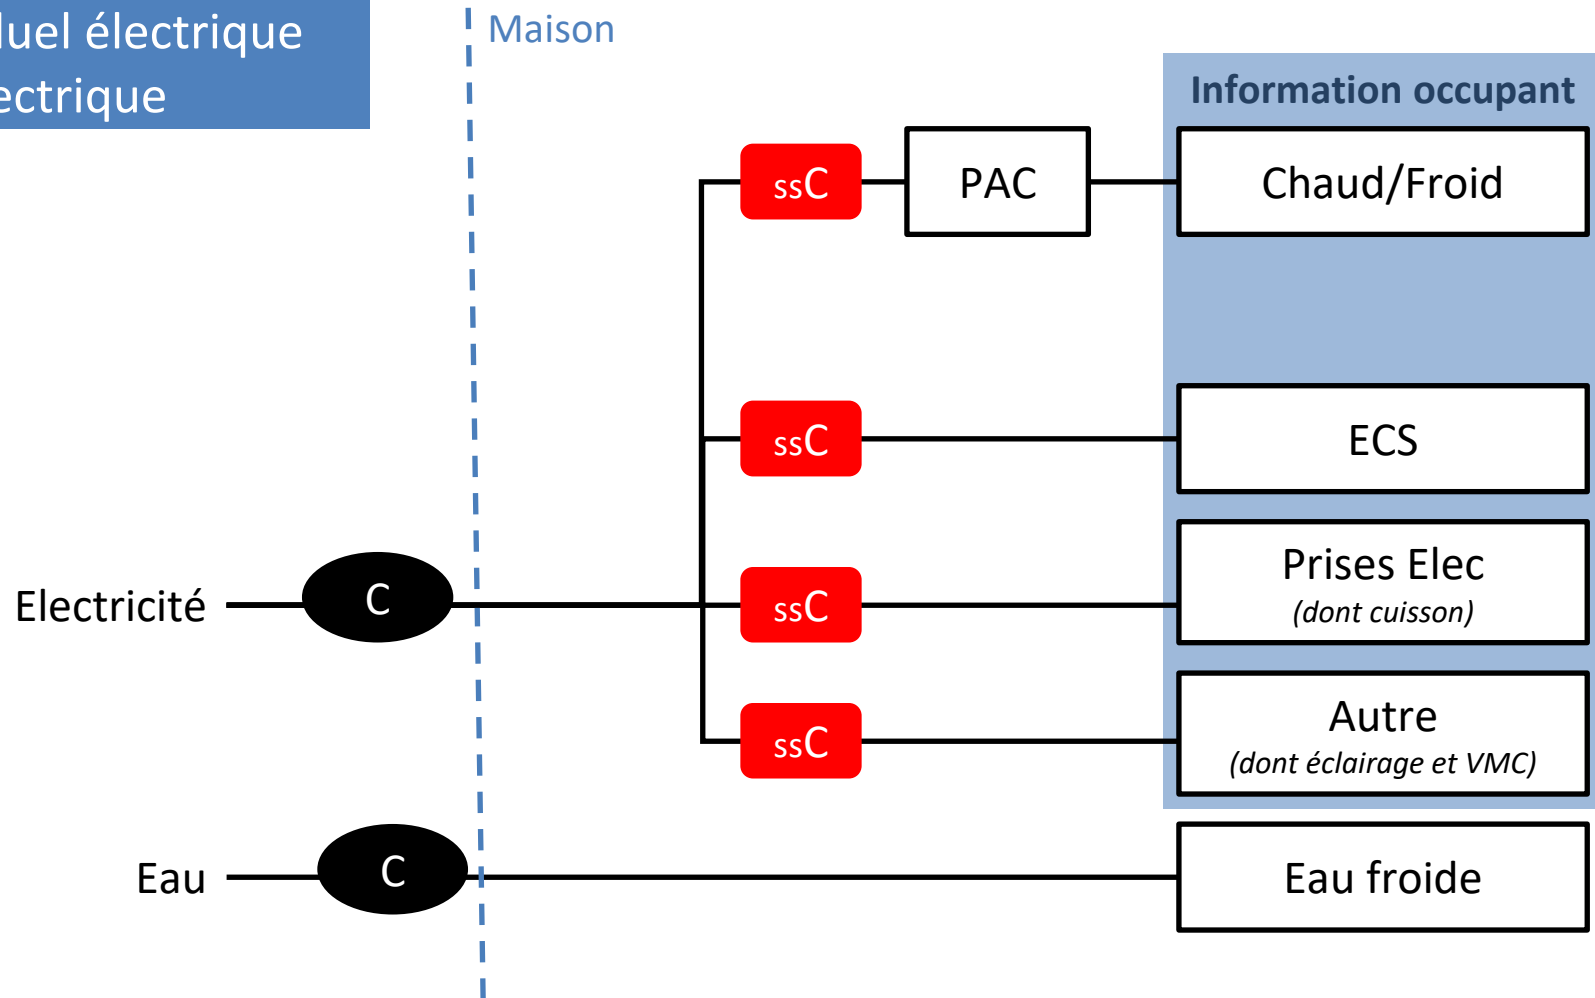 luel électrique
ectrique
Maison
Information occupant
ssC
PAC
Chaud/Froid
ssC
ECS
Electricité
C
ssC
Prises Elec
(dont cuisson)
ssC
Autre
(dont éclairage et VMC)
Eau
C
Eau froide